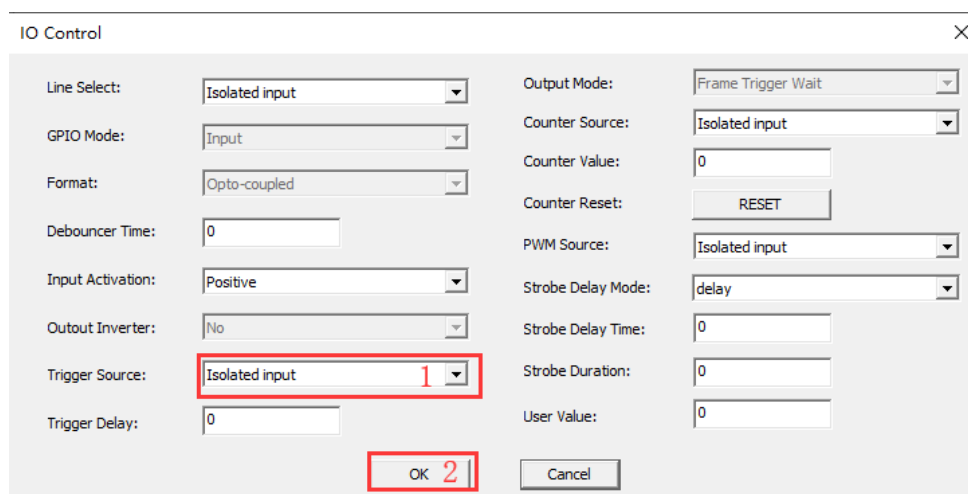 IO Control
Line Select: Isolated input
GPIO Mode: Input
Format: Opto-coupled
Debouncer Time: 0
Input Activation: Positive
Outout Inverter: No
Trigger Source: Isolated input 1
Trigger Delay: 0
Output Mode: Frame Trigger Wait
Counter Source: Isolated input
Counter Value: 0
Counter Reset: RESET
PWM Source: Isolated input
Strobe Delay Mode: delay
Strobe Delay Time: 0
Strobe Duration: 0
User Value: 0
OK 2 Cancel